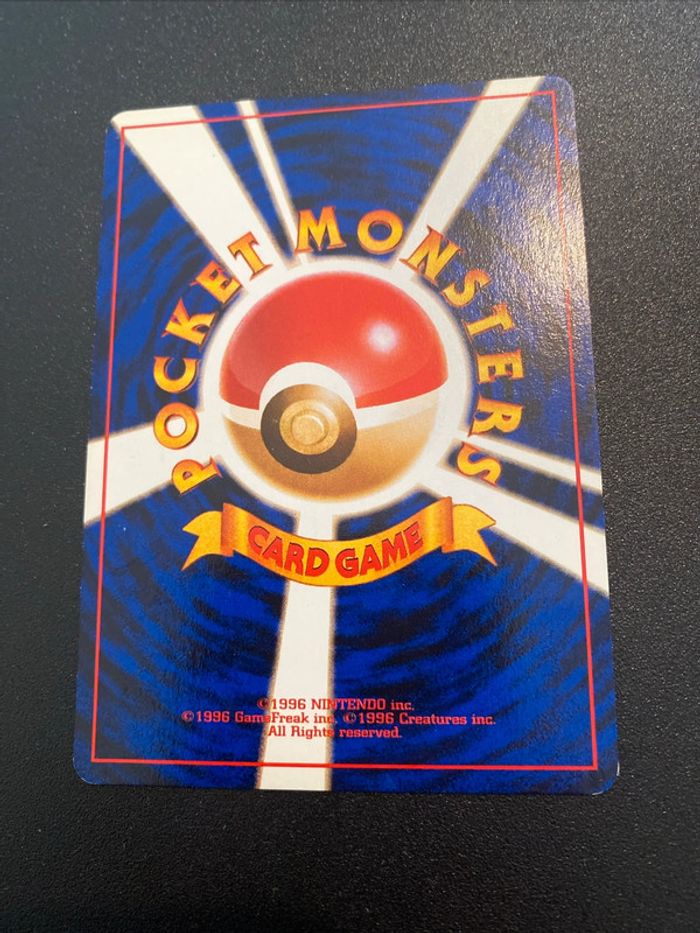 POCKET MONSTERS
CARD GAME
©1996 NINTENDO inc.
©1996 GameFreak inc. ©1996 Creatures inc.
All Rights reserved.